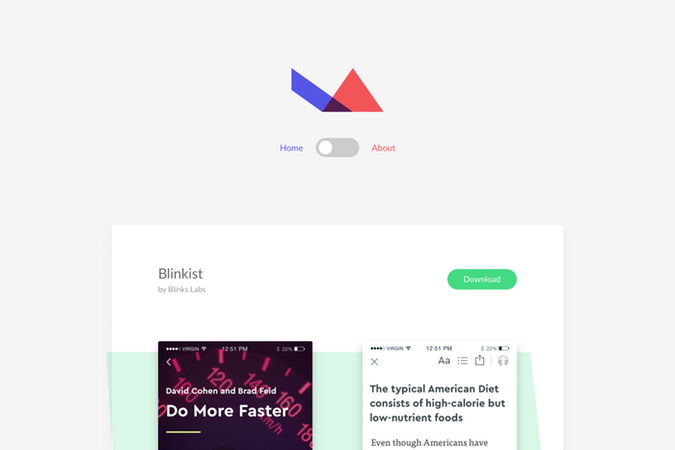 Home
About
Blinkist
by Blinks Labs
Download
VIRGIN 12:51 PM 22%
David Cohen and Brad Feld
Do More Faster
120
140
160
180
km/h
VIRGIN 12:51 PM 22%
Aa
The typical American Diet
consists of high-calorie but
low-nutrient foods
Even though Americans have